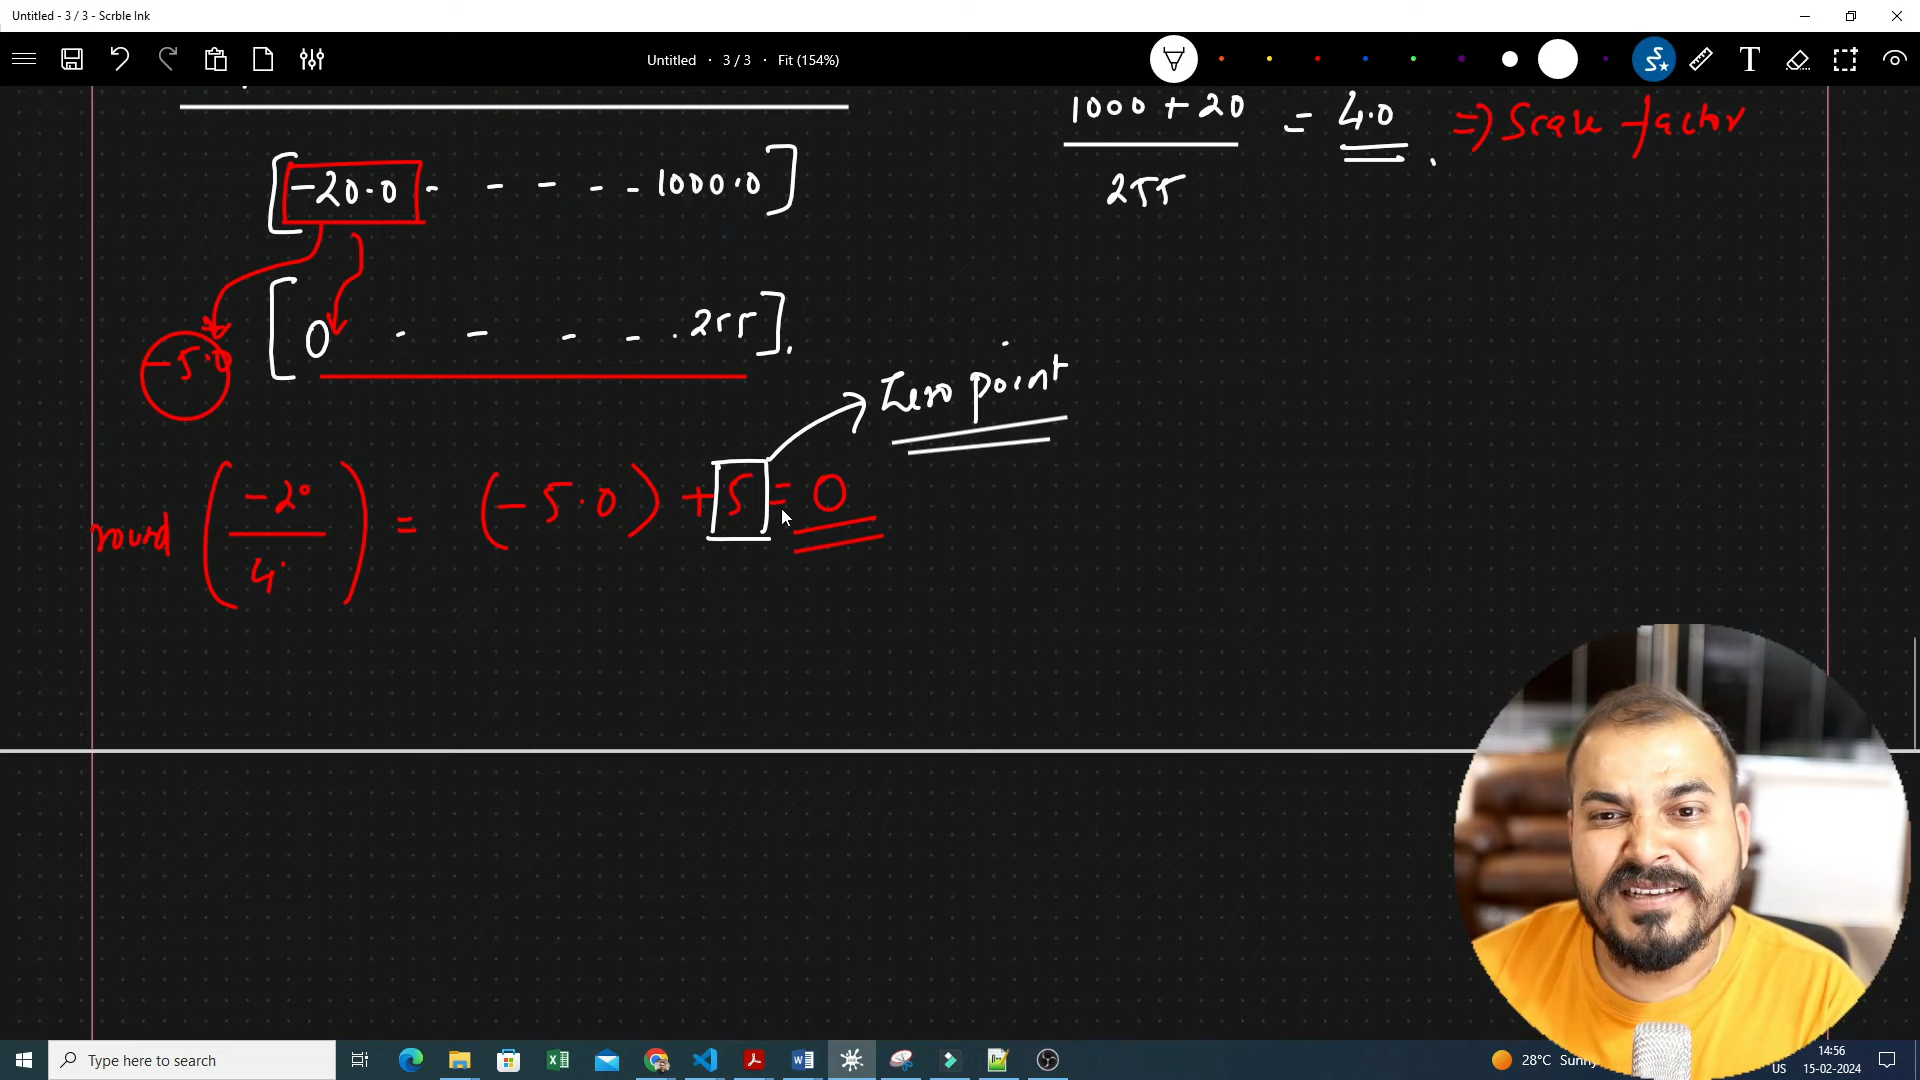 Untitled - 3 / 3 - Scrble Ink
Untitled · 3 / 3 · Fit (154%)
1000 + 20 = 4.0 => Scale factor
255
[-20.0 - - - - - 1000.0]
[0 - - - - . 255].
-5.0
Zero point
round (-20 / 4) = (-5.0) + 5 = 0
Type here to search
28°C Sunny
14:56
US 15-02-2024